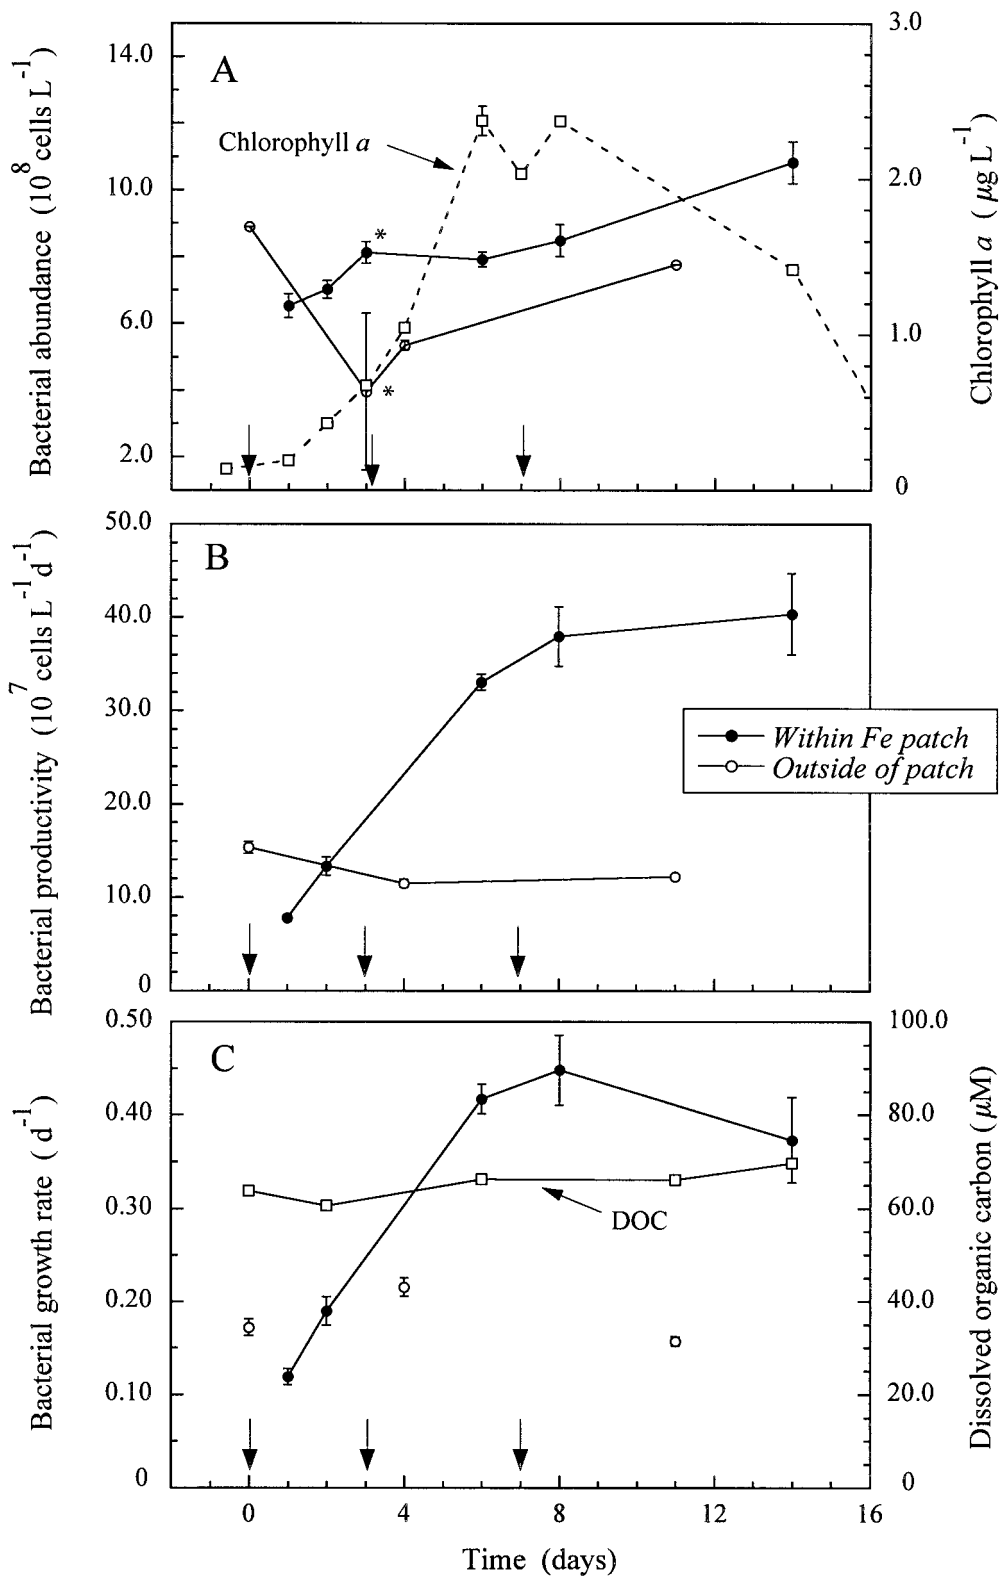 A
Bacterial abundance (10^8 cells L^-1)
14.0
10.0
6.0
2.0
Chlorophyll a
*
*
3.0
2.0
1.0
0
Chlorophyll a ( μg L^-1)
B
Bacterial productivity (10^7 cells L^-1 d^-1)
50.0
40.0
30.0
20.0
10.0
0
Within Fe patch
Outside of patch
C
Bacterial growth rate ( d^-1)
0.50
0.40
0.30
0.20
0.10
0
DOC
100.0
80.0
60.0
40.0
20.0
0
Dissolved organic carbon ( μM)
0 4 8 12 16
Time (days)